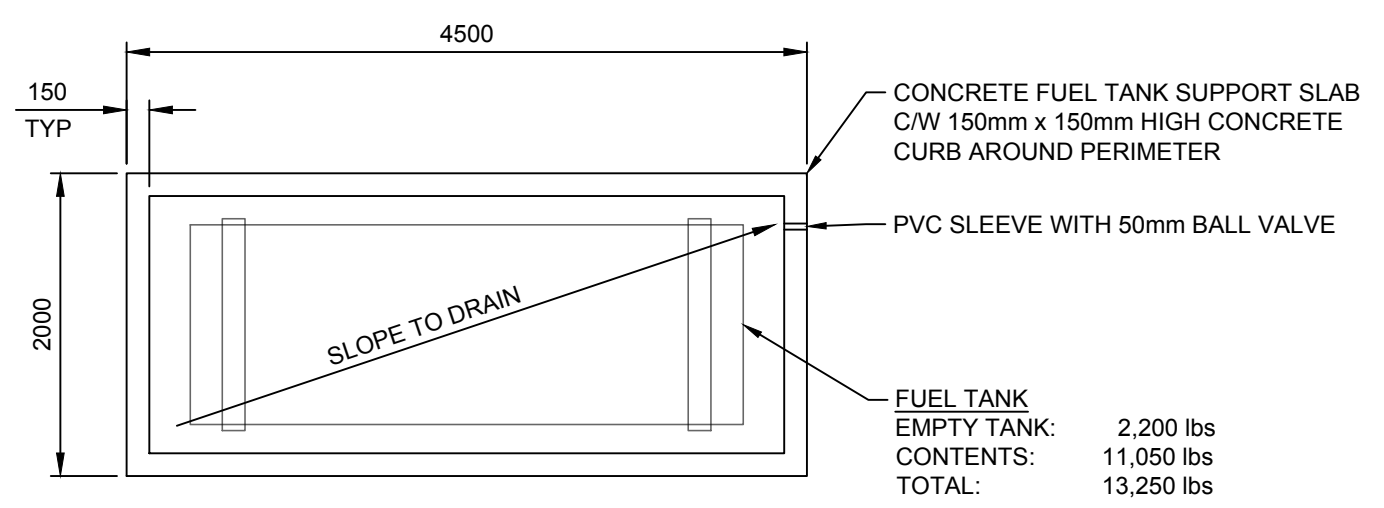 4500
150
TYP
CONCRETE FUEL TANK SUPPORT SLAB
C/W 150mm x 150mm HIGH CONCRETE
CURB AROUND PERIMETER
PVC SLEEVE WITH 50mm BALL VALVE
2000
SLOPE TO DRAIN
FUEL TANK
EMPTY TANK: 2,200 lbs
CONTENTS: 11,050 lbs
TOTAL: 13,250 lbs